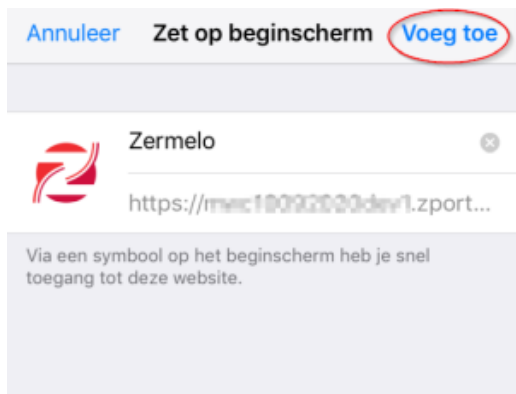 Annuleer Zet op beginscherm Voeg toe
Zermelo
https://.zport...
Via een symbool op het beginscherm heb je snel
toegang tot deze website.